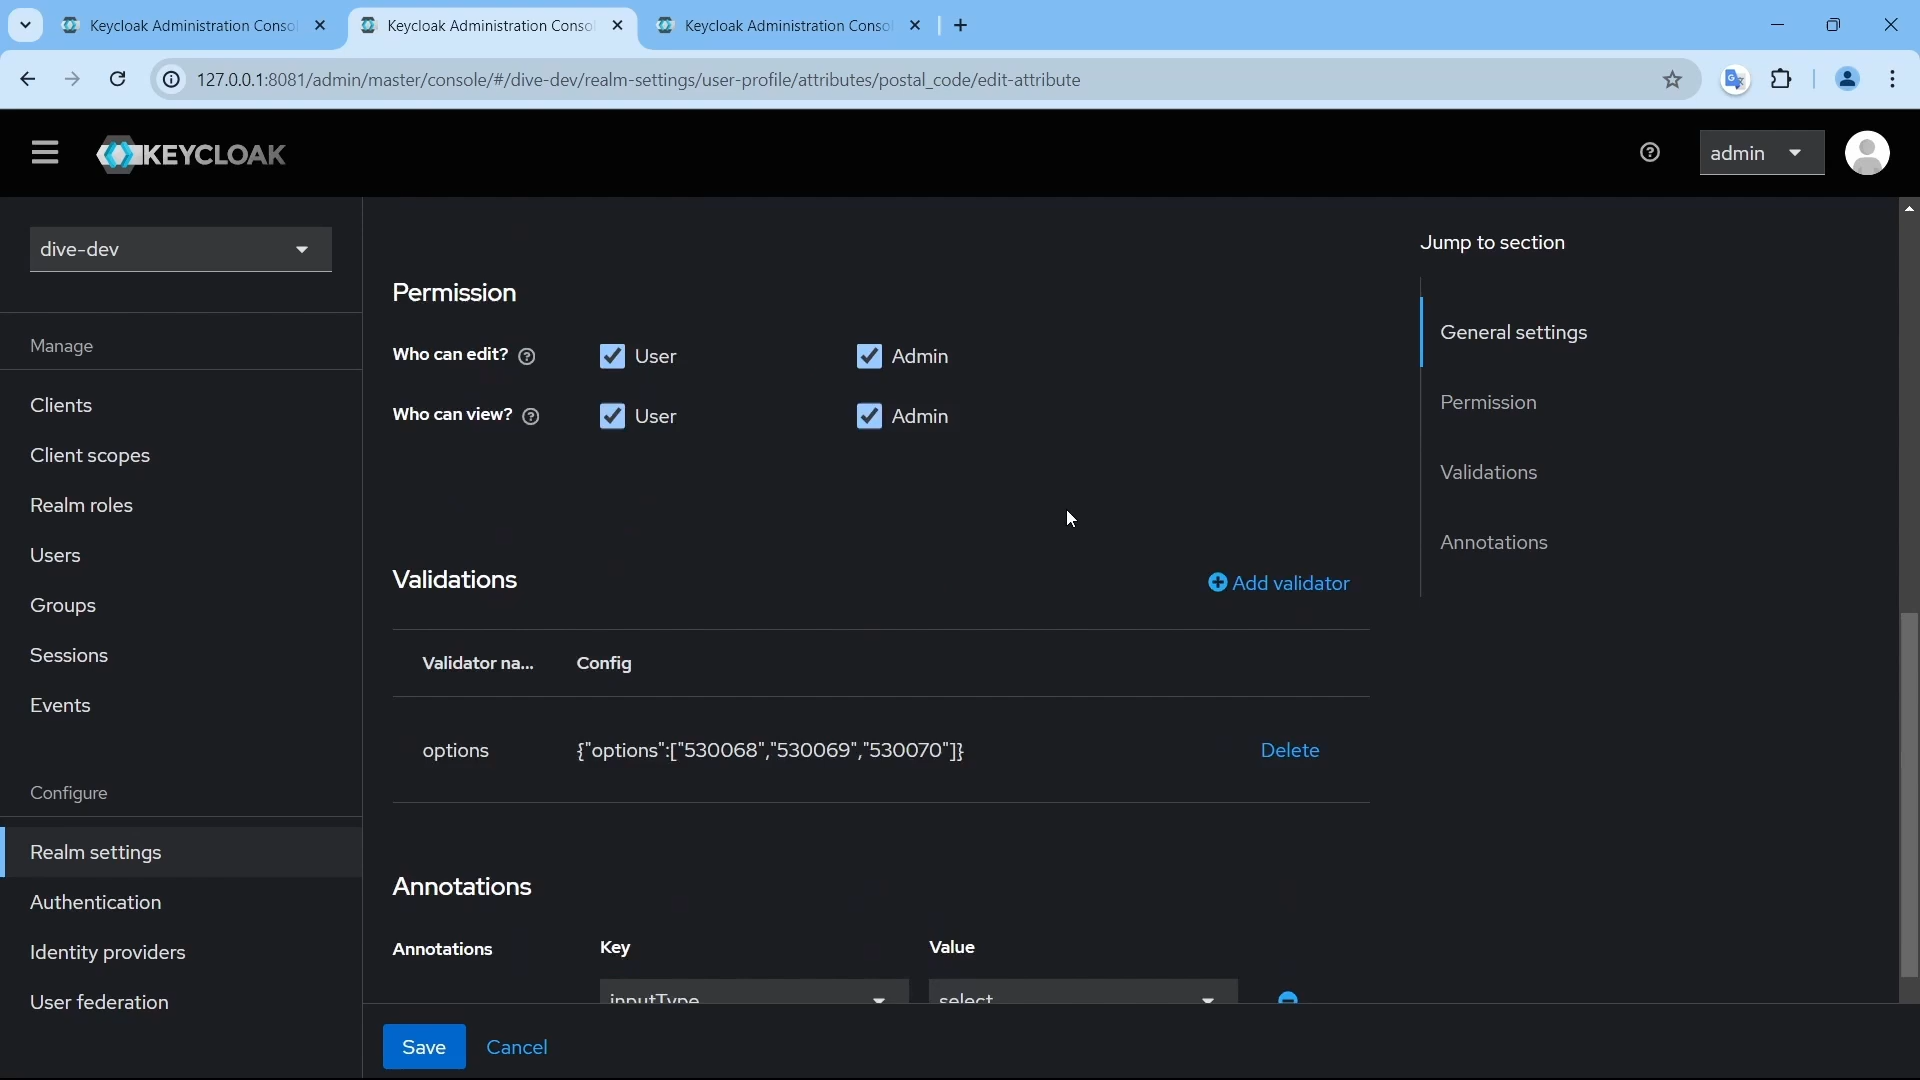 Keycloak Administration Conso
Keycloak Administration Conso
Keycloak Administration Conso
127.0.0.1:8081/admin/master/console/#/dive-dev/realm-settings/user-profile/attributes/postal_code/edit-attribute
KEYCLOAK
admin
dive-dev
Manage
Clients
Client scopes
Realm roles
Users
Groups
Sessions
Events
Configure
Realm settings
Authentication
Identity providers
User federation
Permission
Who can edit?
User
Admin
Who can view?
User
Admin
Validations
Add validator
Validator na...
Config
options
{"options":["530068","530069","530070"]}
Delete
Annotations
Annotations
Key
Value
inputType
select
Save
Cancel
Jump to section
General settings
Permission
Validations
Annotations